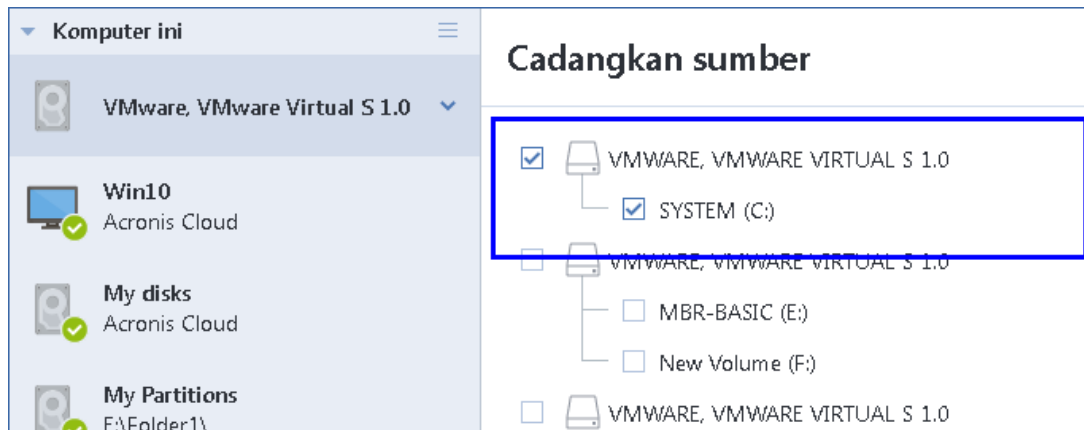 Komputer ini
VMware, VMware Virtual S 1.0
Win10
Acronis Cloud
My disks
Acronis Cloud
My Partitions
E:\Folder1\
Cadangkan sumber
VMWARE, VMWARE VIRTUAL S 1.0
SYSTEM (C:)
VMWARE, VMWARE VIRTUAL S 1.0
MBR-BASIC (E:)
New Volume (F:)
VMWARE, VMWARE VIRTUAL S 1.0